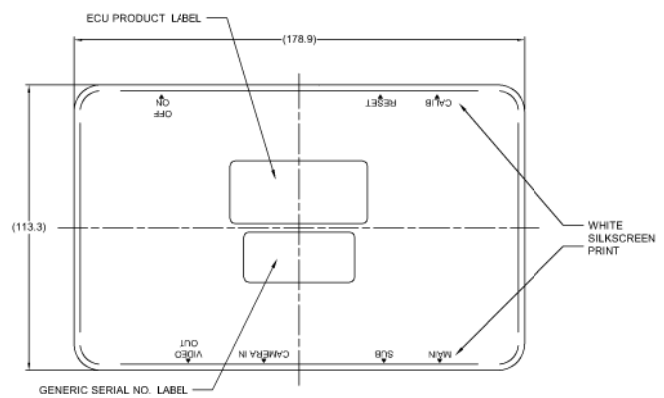 ECU PRODUCT LABEL
(178.9)
ON
OFF
RESET
CALIB
(113.3)
WHITE
SILKSCREEN
PRINT
VIDEO
OUT
CAMERA IN
SUB
MAIN
GENERIC SERIAL NO. LABEL